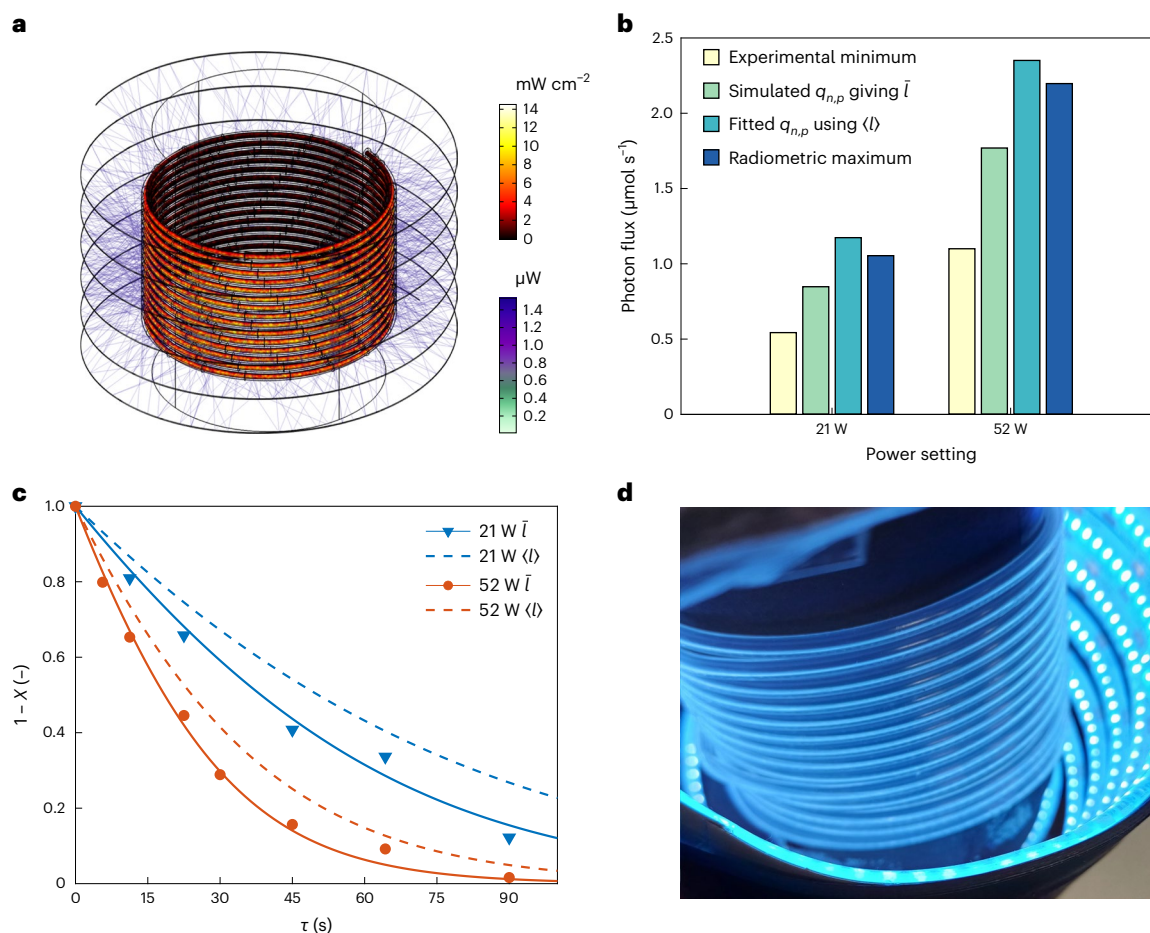 a
mW cm⁻²
14
12
10
8
6
4
2
0
µW
1.4
1.2
1.0
0.8
0.6
0.4
0.2
b
2.5
2.0
1.5
1.0
0.5
0
Photon flux (µmol s⁻¹)
Experimental minimum
Simulated qn,p giving l̄
Fitted qn,p using ⟨l⟩
Radiometric maximum
21 W
52 W
Power setting
c
1.0
0.8
0.6
0.4
0.2
0
1 − X (–)
21 W l̄
21 W ⟨l⟩
52 W l̄
52 W ⟨l⟩
0
15
30
45
60
75
90
τ (s)
d